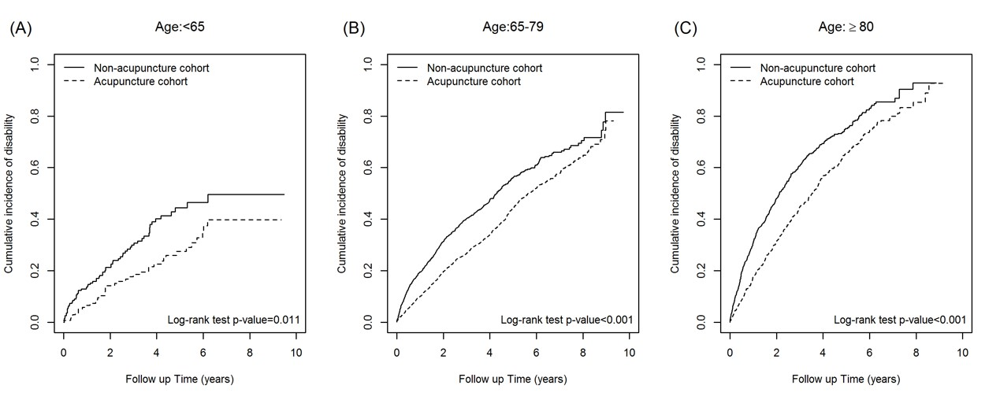 (A) Age:<65
Non-acupuncture cohort
Acupuncture cohort
Cumulative incidence of disability
1.0
0.8
0.6
0.4
0.2
0.0
Log-rank test p-value=0.011
0 2 4 6 8 10
Follow up Time (years)
(B) Age:65-79
Non-acupuncture cohort
Acupuncture cohort
Cumulative incidence of disability
1.0
0.8
0.6
0.4
0.2
0.0
Log-rank test p-value<0.001
0 2 4 6 8 10
Follow up Time (years)
(C) Age: ≥ 80
Non-acupuncture cohort
Acupuncture cohort
Cumulative incidence of disability
1.0
0.8
0.6
0.4
0.2
0.0
Log-rank test p-value<0.001
0 2 4 6 8 10
Follow up Time (years)